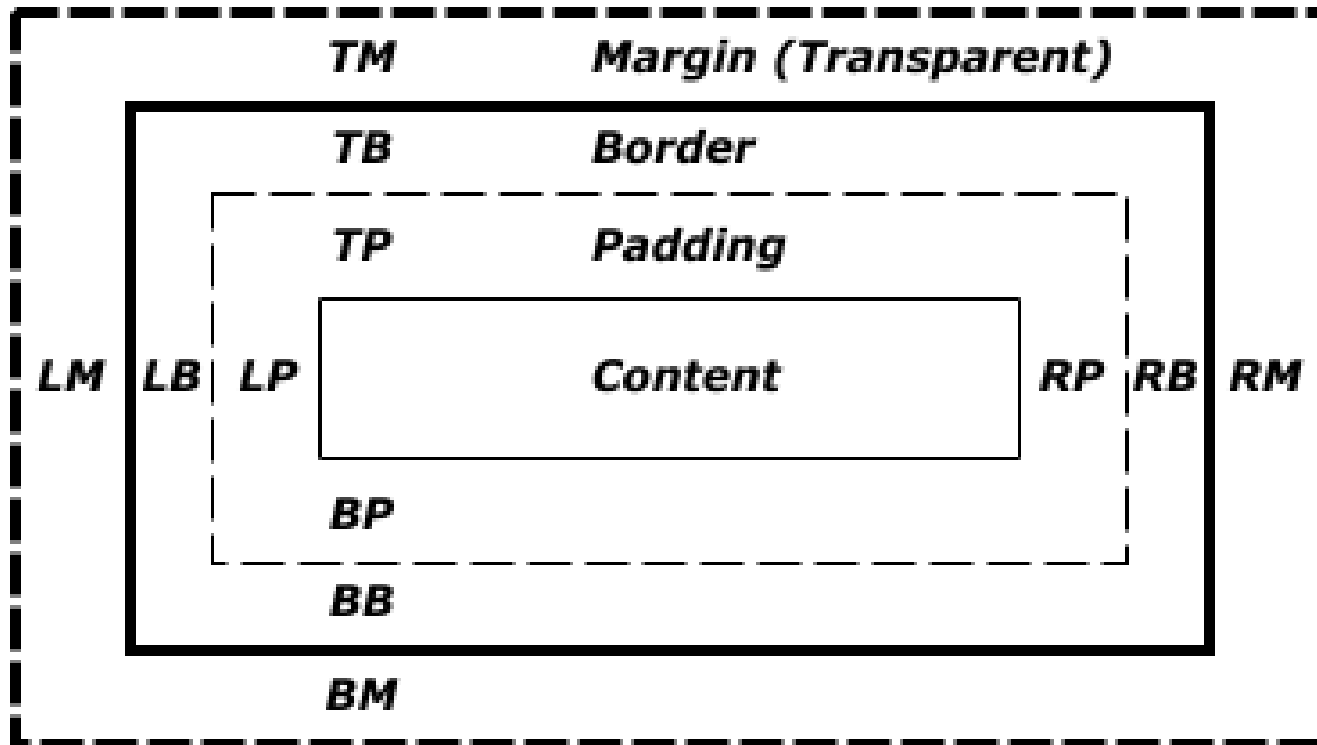 TM Margin (Transparent)
TB Border
TP Padding
LM LB LP Content RP RB RM
BP
BB
BM